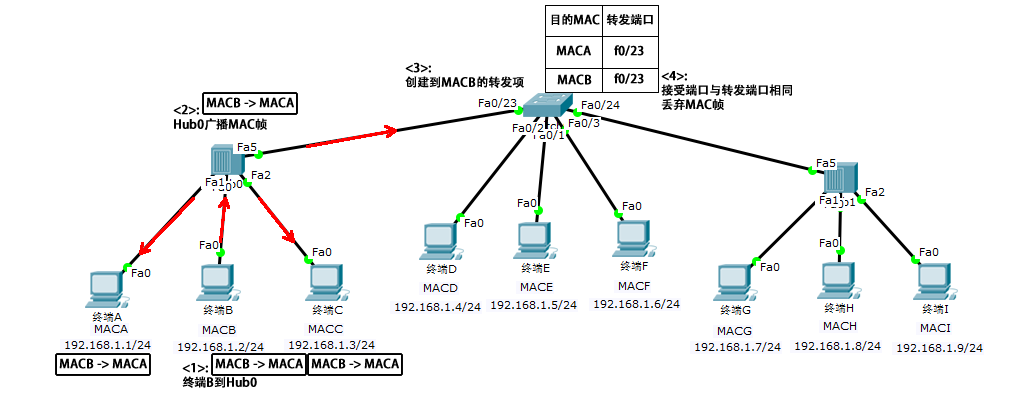 目的MAC 转发端口
MACA f0/23
MACB f0/23
<3>:
创建到MACB的转发项
<4>:
接受端口与转发端口相同
丢弃MAC帧
<2>: MACB -> MACA
Hub0广播MAC帧
Fa0/23
Fa0/24
Fa0/2
Fa0/3
Fa0/1
Fa5
Fa1
Fa2
Fa5
Fa1
Fa2
Fa0
Fa0
Fa0
Fa0
Fa0
Fa0
Fa0
Fa0
Fa0
终端A
MACA
192.168.1.1/24
终端B
MACB
192.168.1.2/24
终端C
MACC
192.168.1.3/24
终端D
MACD
192.168.1.4/24
终端E
MACE
192.168.1.5/24
终端F
MACF
192.168.1.6/24
终端G
MACG
192.168.1.7/24
终端H
MACH
192.168.1.8/24
终端I
MACI
192.168.1.9/24
MACB -> MACA
<1>: MACB -> MACA
MACB -> MACA
终端B到Hub0